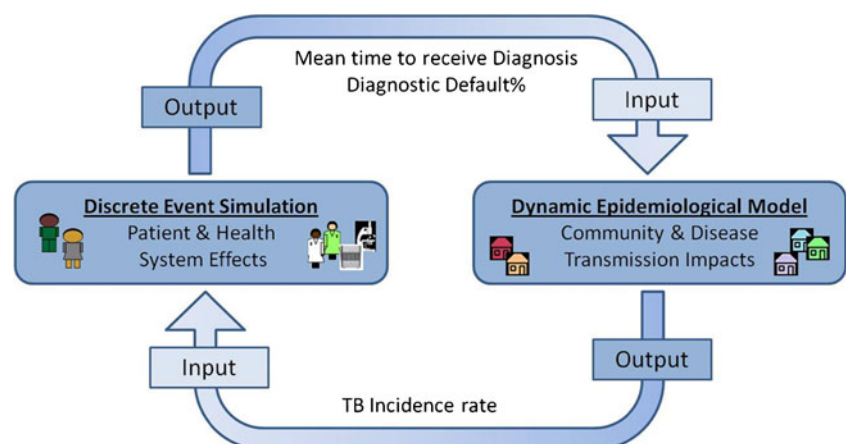 Mean time to receive Diagnosis
Diagnostic Default%
Output
Input
Discrete Event Simulation
Patient & Health
System Effects
Dynamic Epidemiological Model
Community & Disease
Transmission Impacts
Input
Output
TB Incidence rate